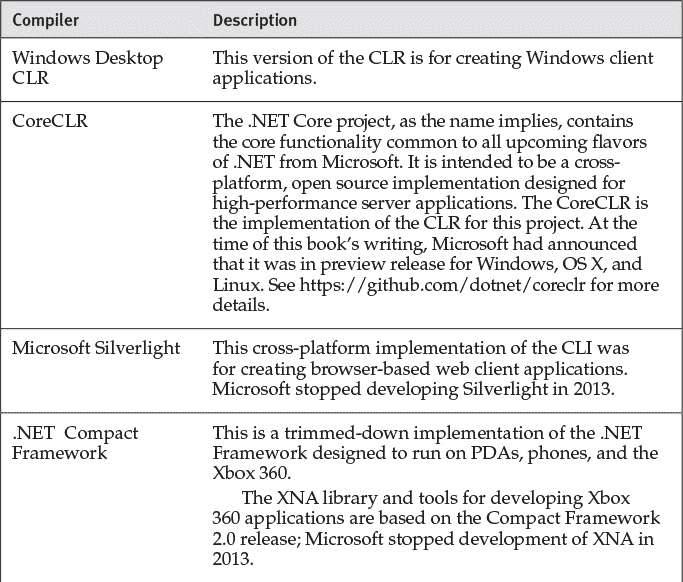 Compiler Description
Windows Desktop This version of the CLR is for creating Windows client
CLR applications.
CoreCLR The .NET Core project, as the name implies, contains
the core functionality common to all upcoming flavors
of .NET from Microsoft. It is intended to be a cross-
platform, open source implementation designed for
high-performance server applications. The CoreCLR is
the implementation of the CLR for this project. At the
time of this book's writing, Microsoft had announced
that it was in preview release for Windows, OS X, and
Linux. See https://github.com/dotnet/coreclr for more
details.
Microsoft Silverlight This cross-platform implementation of the CLI was
for creating browser-based web client applications.
Microsoft stopped developing Silverlight in 2013.
.NET Compact This is a trimmed-down implementation of the .NET
Framework Framework designed to run on PDAs, phones, and the
Xbox 360.
The XNA library and tools for developing Xbox
360 applications are based on the Compact Framework
2.0 release; Microsoft stopped development of XNA in
2013.